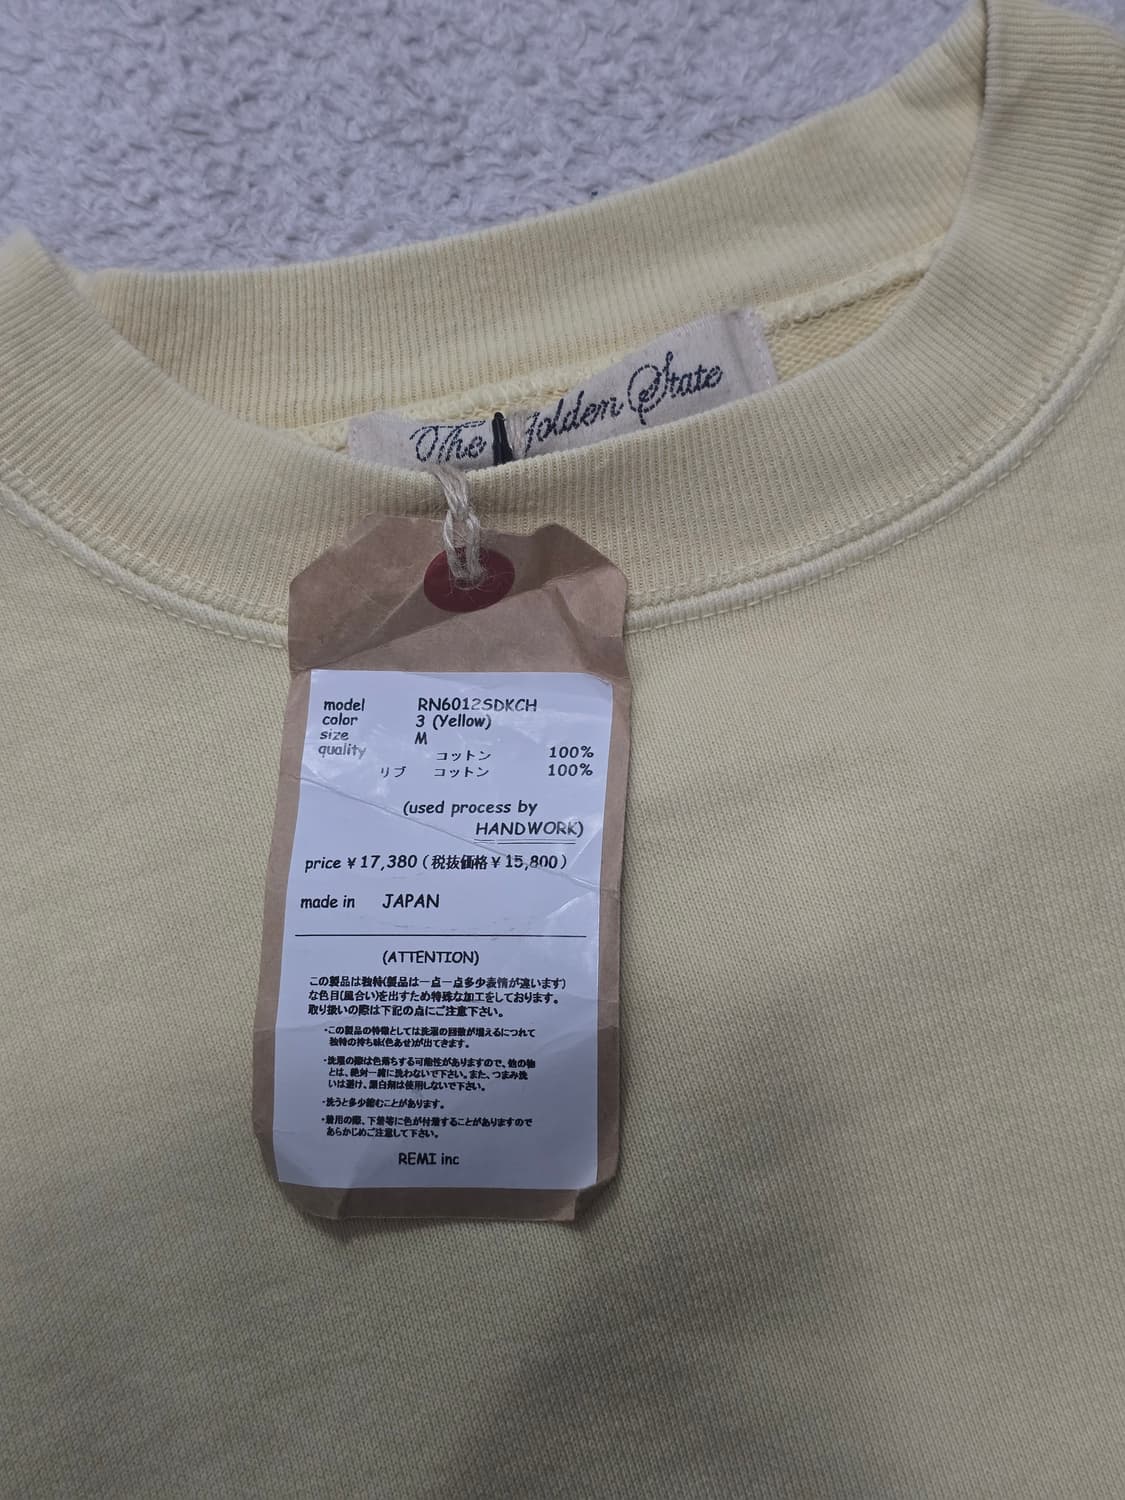 The Golden State
model RN6012SDKCH
color 3 (Yellow)
size M
quality コットン 100%
リブ コットン 100%
(used process by
HANDWORK)
price ¥17,380（税抜価格¥15,800）
made in JAPAN
(ATTENTION)
この製品は独特(製品は一点一点多少表情が違います)
な色目(風合い)を出すため特殊な加工をしております。
取り扱いの際は下記の点にご注意下さい。
・この製品の特徴としては洗濯の回数が増えるにつれて
独特の持ち味(色あせ)が出てきます。
・洗濯の際は色落ちする可能性がありますので、他の物
とは、絶対一緒に洗わないで下さい。また、つまみ洗
いは避け、漂白剤は使用しないで下さい。
・洗うと多少縮むことがあります。
・着用の際、下着等に色が付着することがありますので
あらかじめご注意して下さい。
REMI inc